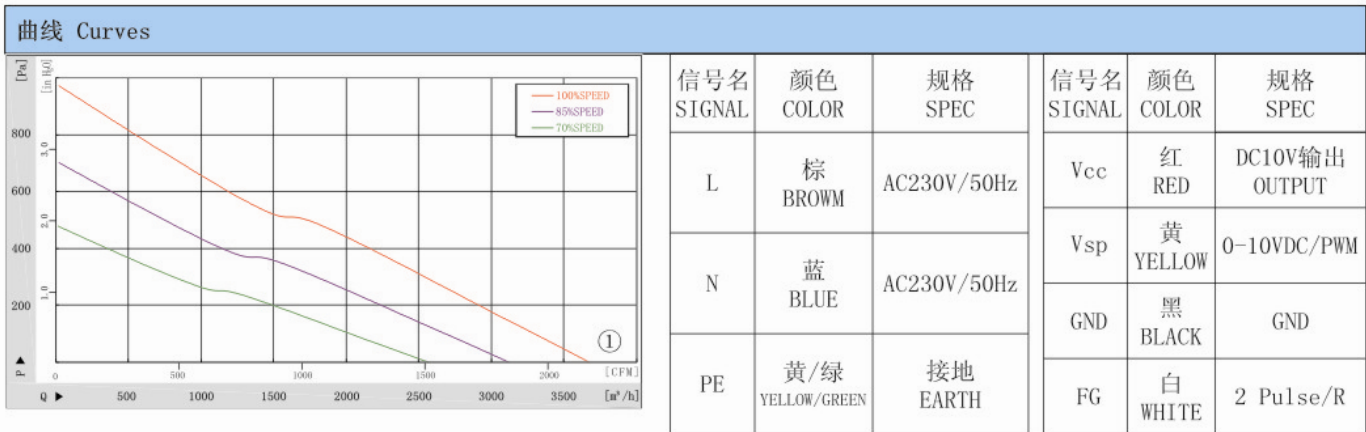 曲线 Curves
[Pa]
[in H₂O]
800
600
400
200
3.0
2.0
1.0
P ▲
100%SPEED
85%SPEED
70%SPEED
①
0 500 1000 1500 2000 [CFM]
Q ▶ 500 1000 1500 2000 2500 3000 3500 [m³/h]
信号名 颜色 规格
SIGNAL COLOR SPEC
L 棕 BROWM AC230V/50Hz
N 蓝 BLUE AC230V/50Hz
PE 黄/绿 YELLOW/GREEN 接地 EARTH
信号名 颜色 规格
SIGNAL COLOR SPEC
Vcc 红 RED DC10V输出 OUTPUT
Vsp 黄 YELLOW 0-10VDC/PWM
GND 黑 BLACK GND
FG 白 WHITE 2 Pulse/R